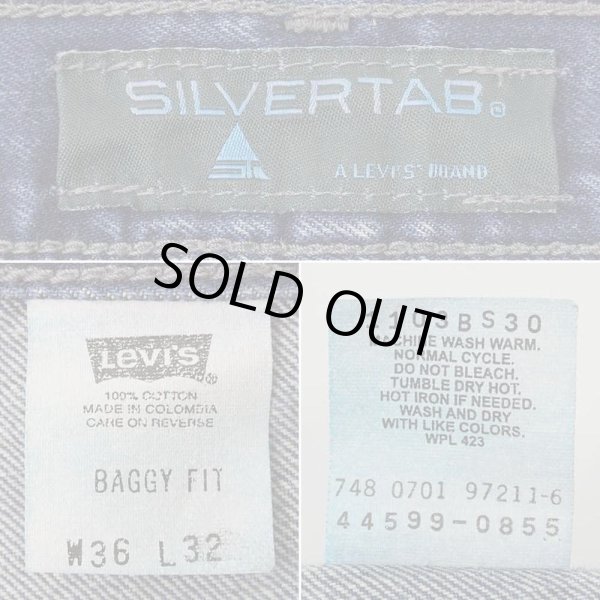 SILVERTAB®
A LEVI'S® BRAND
SOLD OUT
Levi's®
100% COTTON
MADE IN COLOMBIA
CARE ON REVERSE
BAGGY FIT
W36 L32
S30
MACHINE WASH WARM.
NORMAL CYCLE.
DO NOT BLEACH.
TUMBLE DRY HOT.
HOT IRON IF NEEDED.
WASH AND DRY
WITH LIKE COLORS.
WPL 423
748 0701 97211-6
44599-0855